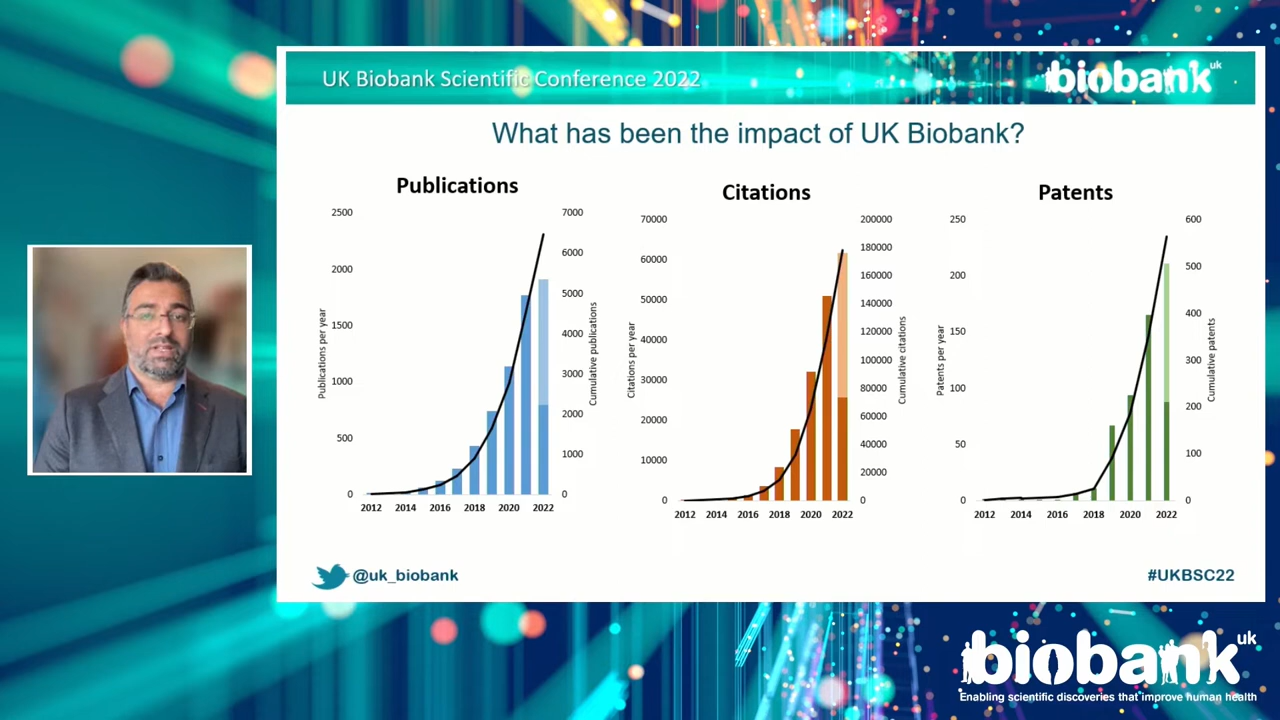 UK Biobank Scientific Conference 2022
biobank uk
What has been the impact of UK Biobank?
Publications
2500
2000
1500
1000
500
0
Publications per year
7000
6000
5000
4000
3000
2000
1000
0
Cumulative publications
2012 2014 2016 2018 2020 2022
Citations
70000
60000
50000
40000
30000
20000
10000
0
Citations per year
200000
180000
160000
140000
120000
100000
80000
60000
40000
20000
0
Cumulative citations
2012 2014 2016 2018 2020 2022
Patents
250
200
150
100
50
0
Patents per year
600
500
400
300
200
100
0
Cumulative patents
2012 2014 2016 2018 2020 2022
@uk_biobank
#UKBSC22
biobank uk
Enabling scientific discoveries that improve human health